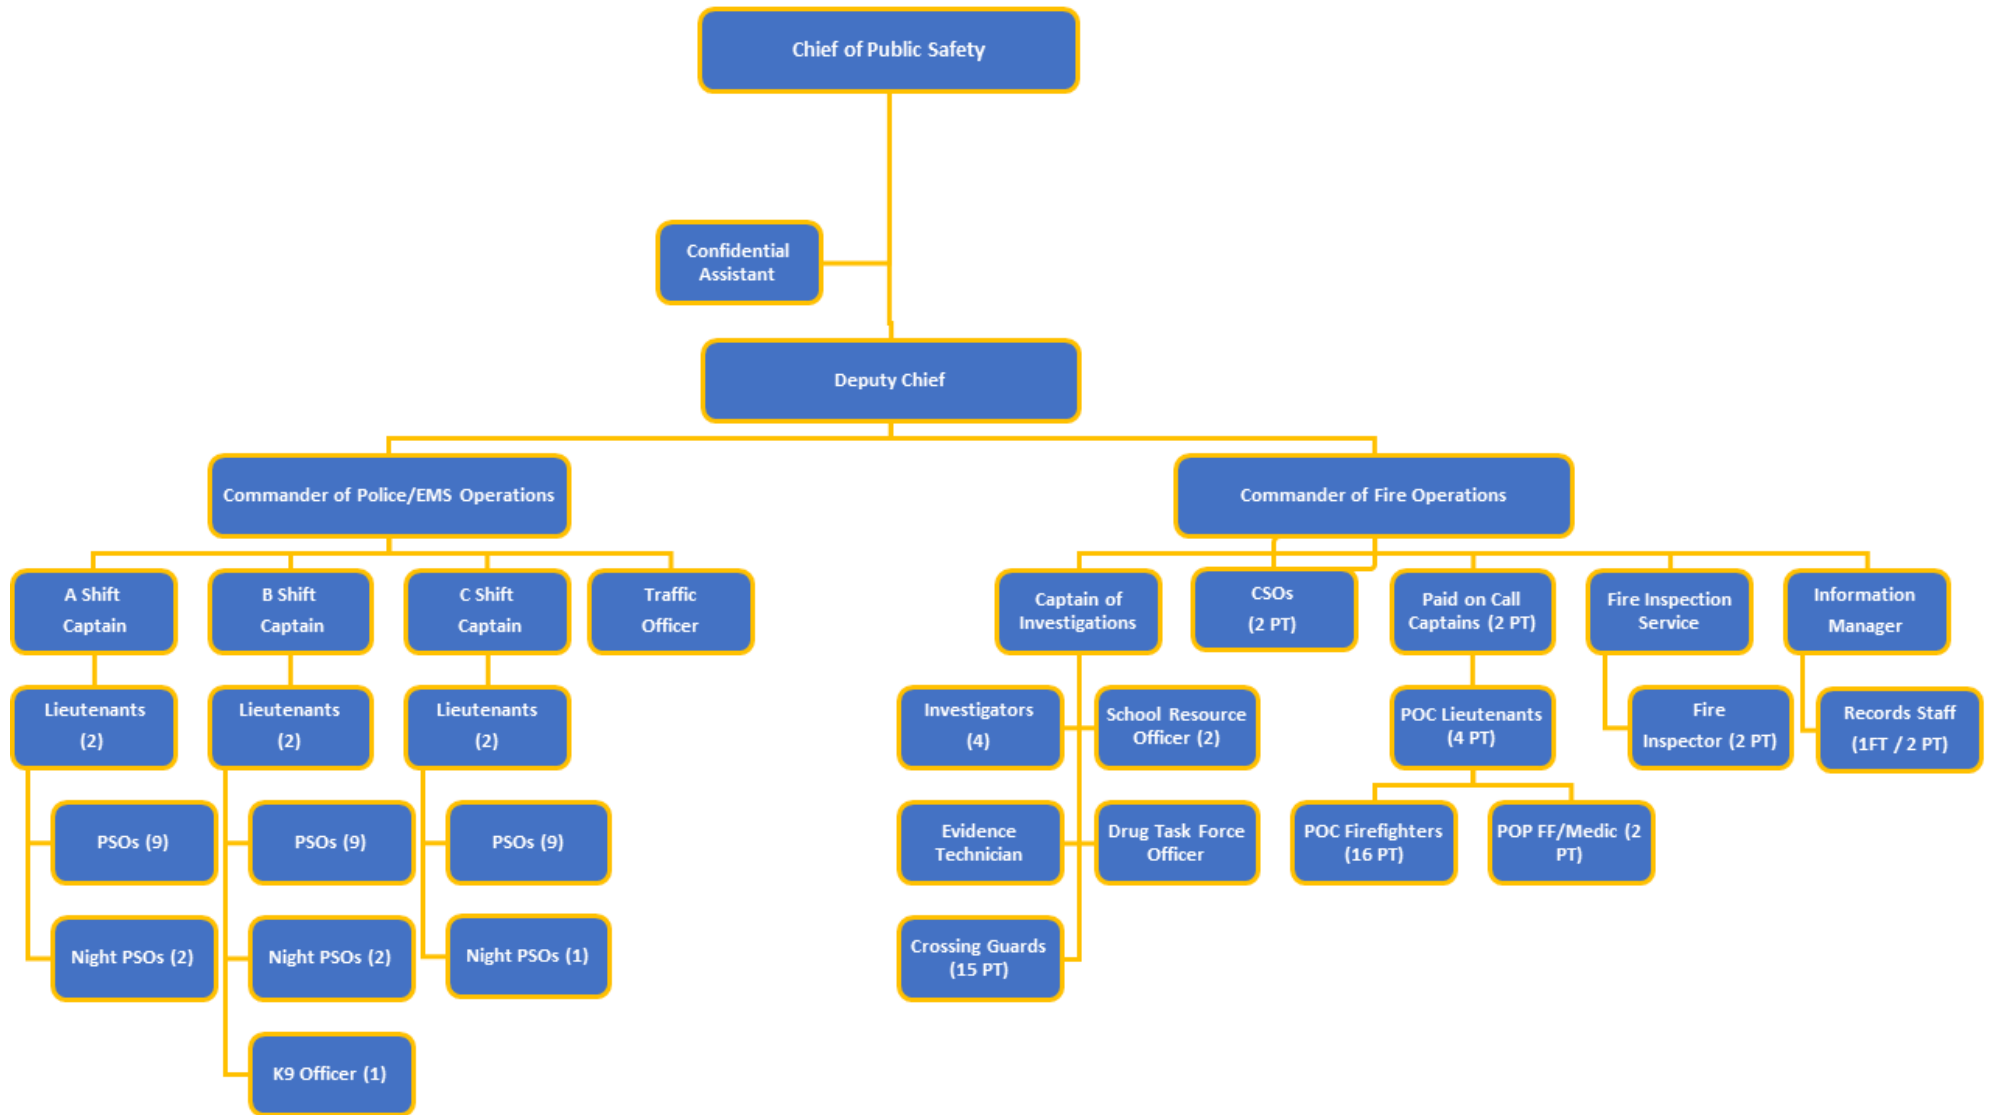 Chief of Public Safety
Confidential
Assistant
Deputy Chief
Commander of Police/EMS Operations
Commander of Fire Operations
A Shift
Captain
B Shift
Captain
C Shift
Captain
Traffic
Officer
Captain of
Investigations
CSOs
(2 PT)
Paid on Call
Captains (2 PT)
Fire Inspection
Service
Information
Manager
Lieutenants
(2)
Lieutenants
(2)
Lieutenants
(2)
Investigators
(4)
School Resource
Officer (2)
POC Lieutenants
(4 PT)
Fire
Inspector (2 PT)
Records Staff
(1FT / 2 PT)
PSOs (9)
PSOs (9)
PSOs (9)
Evidence
Technician
Drug Task Force
Officer
POC Firefighters
(16 PT)
POP FF/Medic (2
PT)
Night PSOs (2)
Night PSOs (2)
Night PSOs (1)
Crossing Guards
(15 PT)
K9 Officer (1)